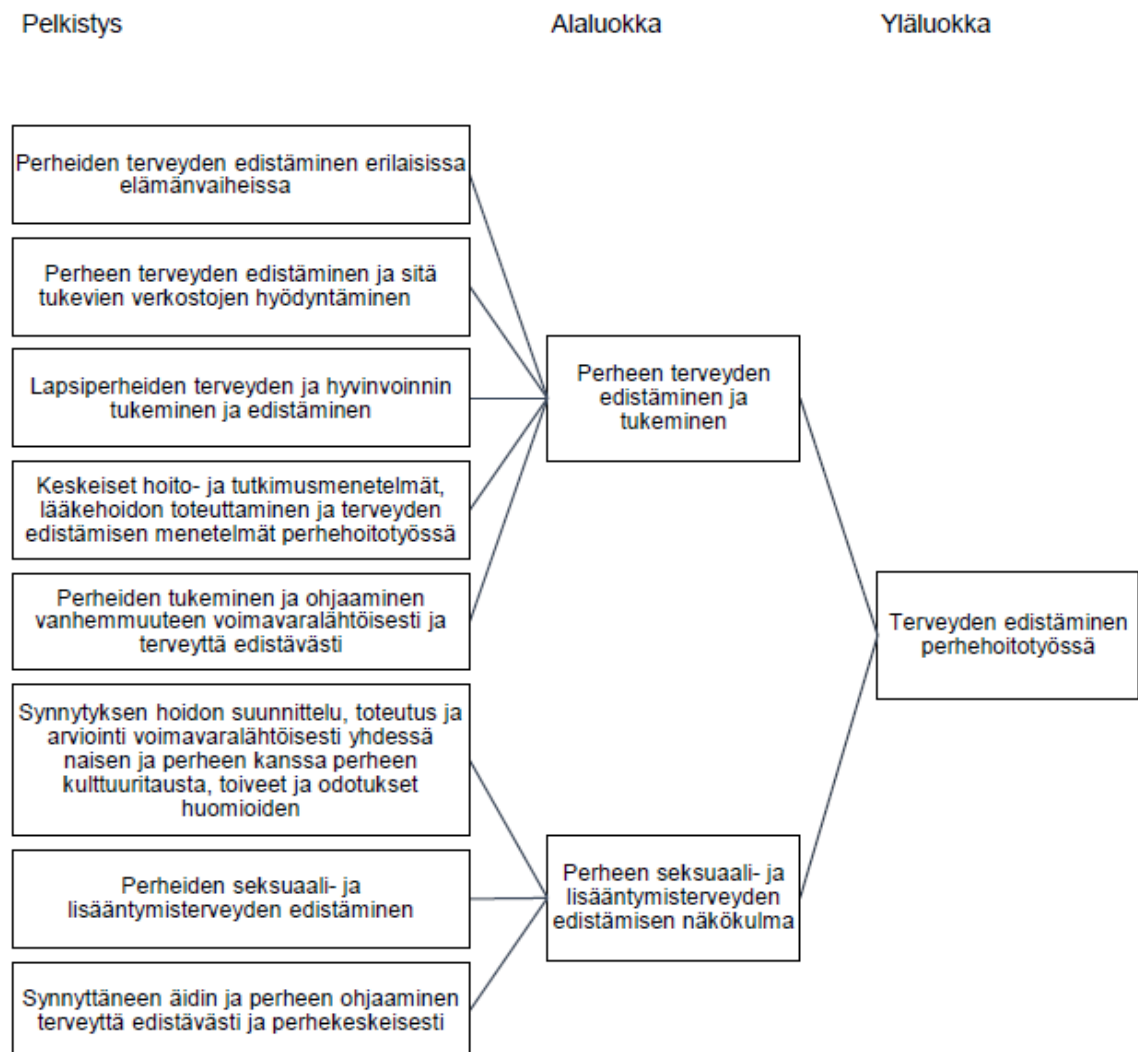 Pelkistys
Alaluokka
Yläluokka
Perheiden terveyden edistäminen erilaisissa
elämänvaiheissa
Perheen terveyden edistäminen ja sitä
tukevien verkostojen hyödyntäminen
Lapsiperheiden terveyden ja hyvinvoinnin
tukeminen ja edistäminen
Keskeiset hoito- ja tutkimusmenetelmät,
lääkehoidon toteuttaminen ja terveyden
edistämisen menetelmät perhehoitotyössä
Perheiden tukeminen ja ohjaaminen
vanhemmuuteen voimavaralähtöisesti ja
terveyttä edistävästi
Synnytyksen hoidon suunnittelu, toteutus ja
arviointi voimavaralähtöisesti yhdessä
naisen ja perheen kanssa perheen
kulttuuritausta, toiveet ja odotukset
huomioiden
Perheiden seksuaali- ja
lisääntymisterveyden edistäminen
Synnyttäneen äidin ja perheen ohjaaminen
terveyttä edistävästi ja perhekeskeisesti
Perheen terveyden
edistäminen ja
tukeminen
Perheen seksuaali- ja
lisääntymisterveyden
edistämisen näkökulma
Terveyden edistäminen
perhehoitotyössä